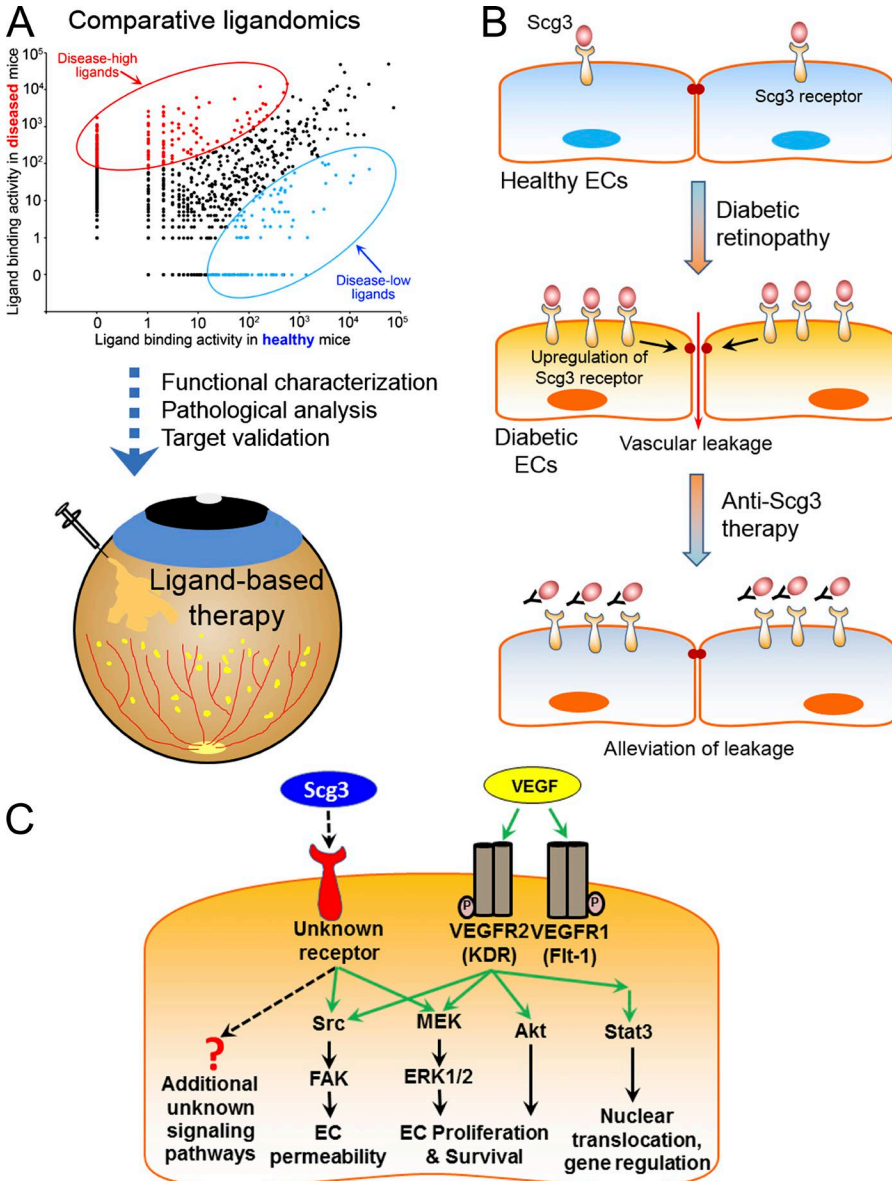 A
Comparative ligandomics
Ligand binding activity in diseased mice
10⁵
10⁴
10³
10²
10
1
0
Disease-high
ligands
Disease-low
ligands
0 1 10 10² 10³ 10⁴ 10⁵
Ligand binding activity in healthy mice
Functional characterization
Pathological analysis
Target validation
Ligand-based
therapy
B
Scg3
Scg3 receptor
Healthy ECs
Diabetic
retinopathy
Upregulation of
Scg3 receptor
Diabetic
ECs
Vascular leakage
Anti-Scg3
therapy
Alleviation of leakage
C
Scg3
VEGF
P
P
Unknown
receptor
VEGFR2
(KDR)
VEGFR1
(Flt-1)
Src
MEK
Akt
Stat3
?
FAK
ERK1/2
Additional
unknown
signaling
pathways
EC
permeability
EC Proliferation
& Survival
Nuclear
translocation,
gene regulation